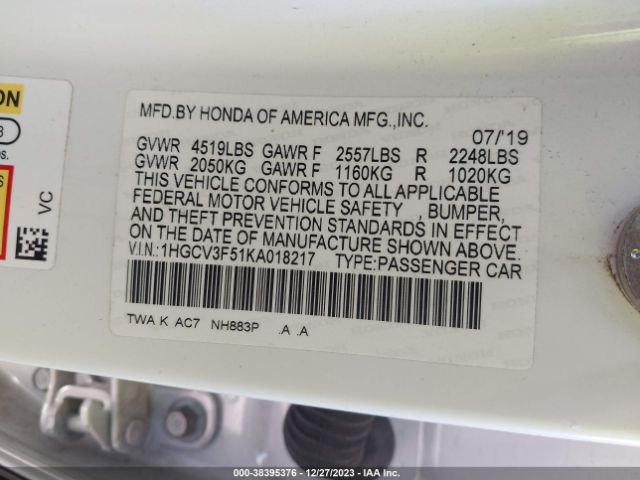 MFD.BY HONDA OF AMERICA MFG.,INC.
07/'19
GVWR 4519LBS GAWR F 2557LBS R 2248LBS
GVWR 2050KG GAWR F 1160KG R 1020KG
THIS VEHICLE CONFORMS TO ALL APPLICABLE
FEDERAL MOTOR VEHICLE SAFETY , BUMPER,
AND THEFT PREVENTION STANDARDS IN EFFECT
ON THE DATE OF MANUFACTURE SHOWN ABOVE.
V.I.N.:1HGCV3F51KA018217 TYPE:PASSENGER CAR
TWA K AC7 NH883P .A .A
VC
000-38395376 - 12/27/2023 - IAA Inc.